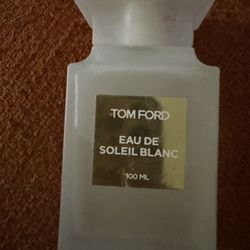 TOM FORD
EAU DE
SOLEIL BLANC
100 ML